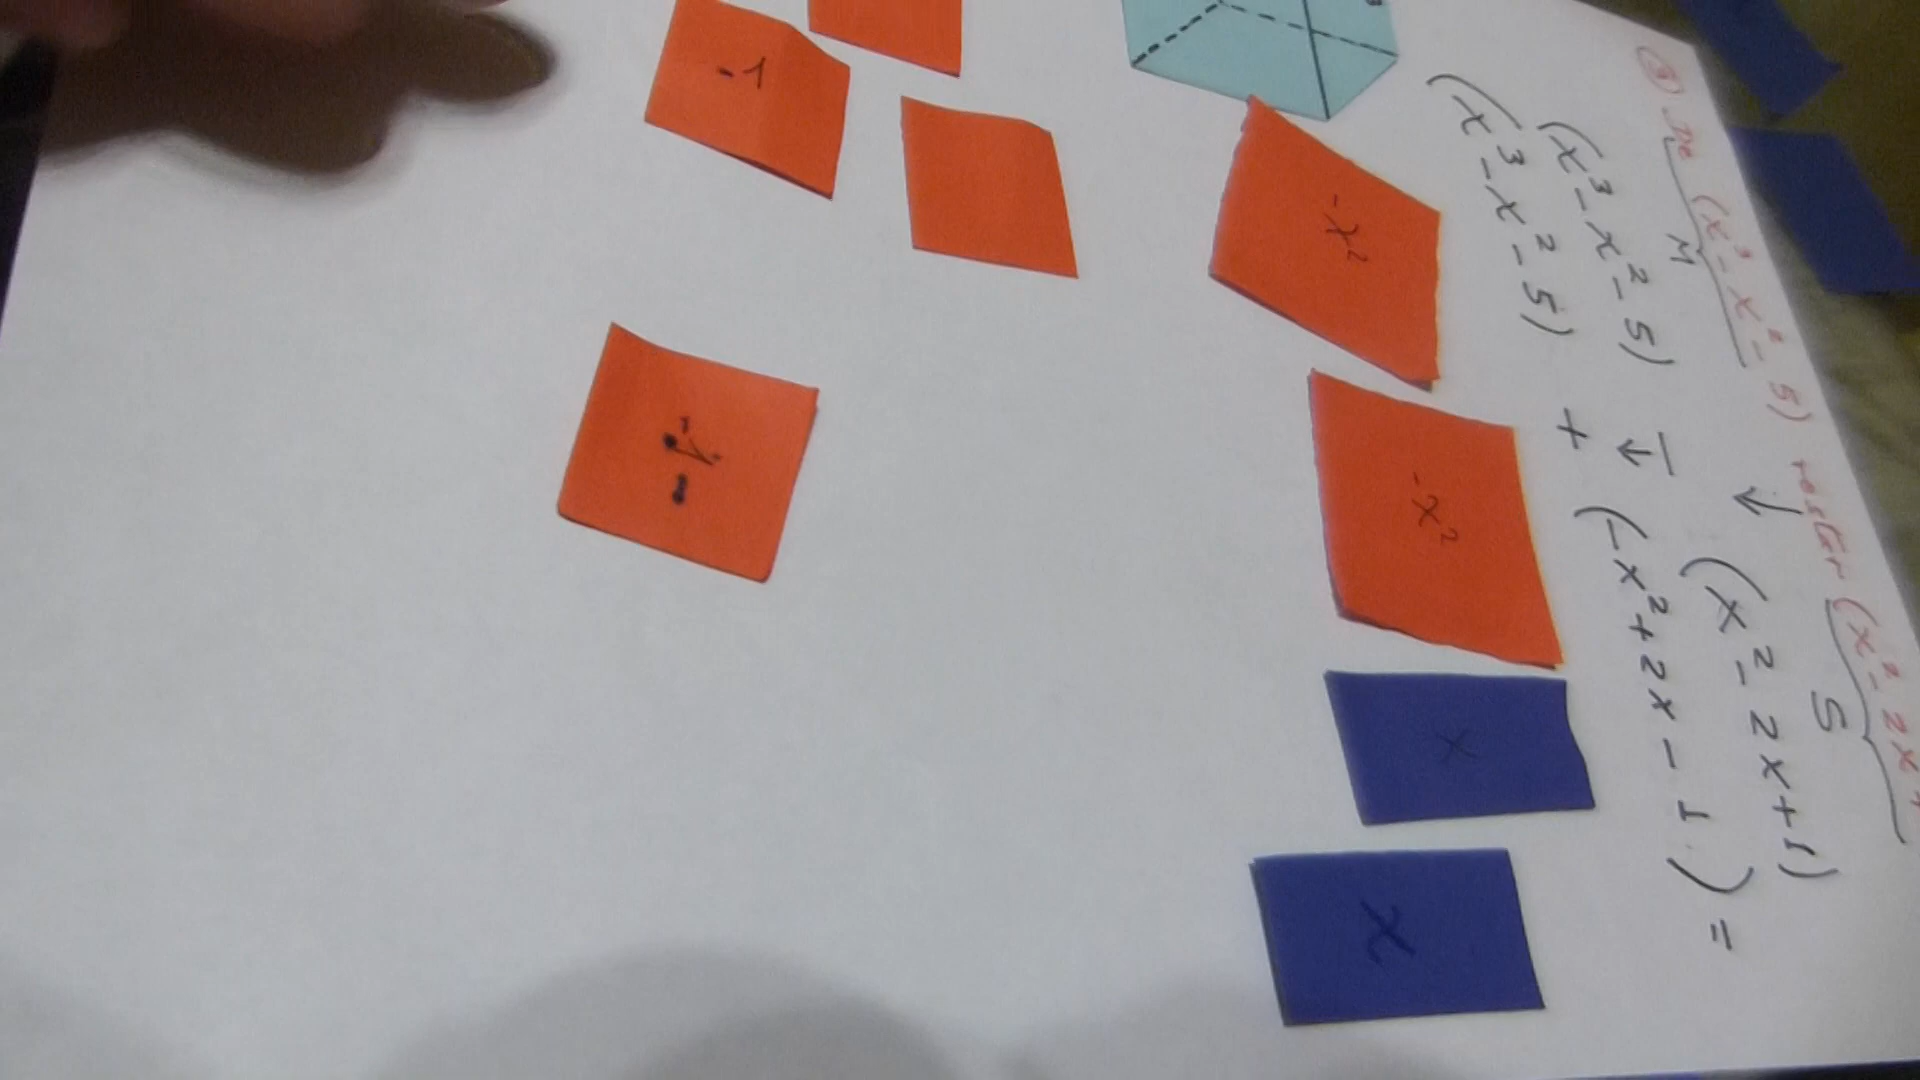 ③ De (x³ - x² - 5) restar (x² - 2x +
M S
(x³ - x² - 5) - (x² - 2x + 1)
(x³ - x² - 5) + (-x² + 2x - 1) =
-x²
-x²
x
x
-1
-1